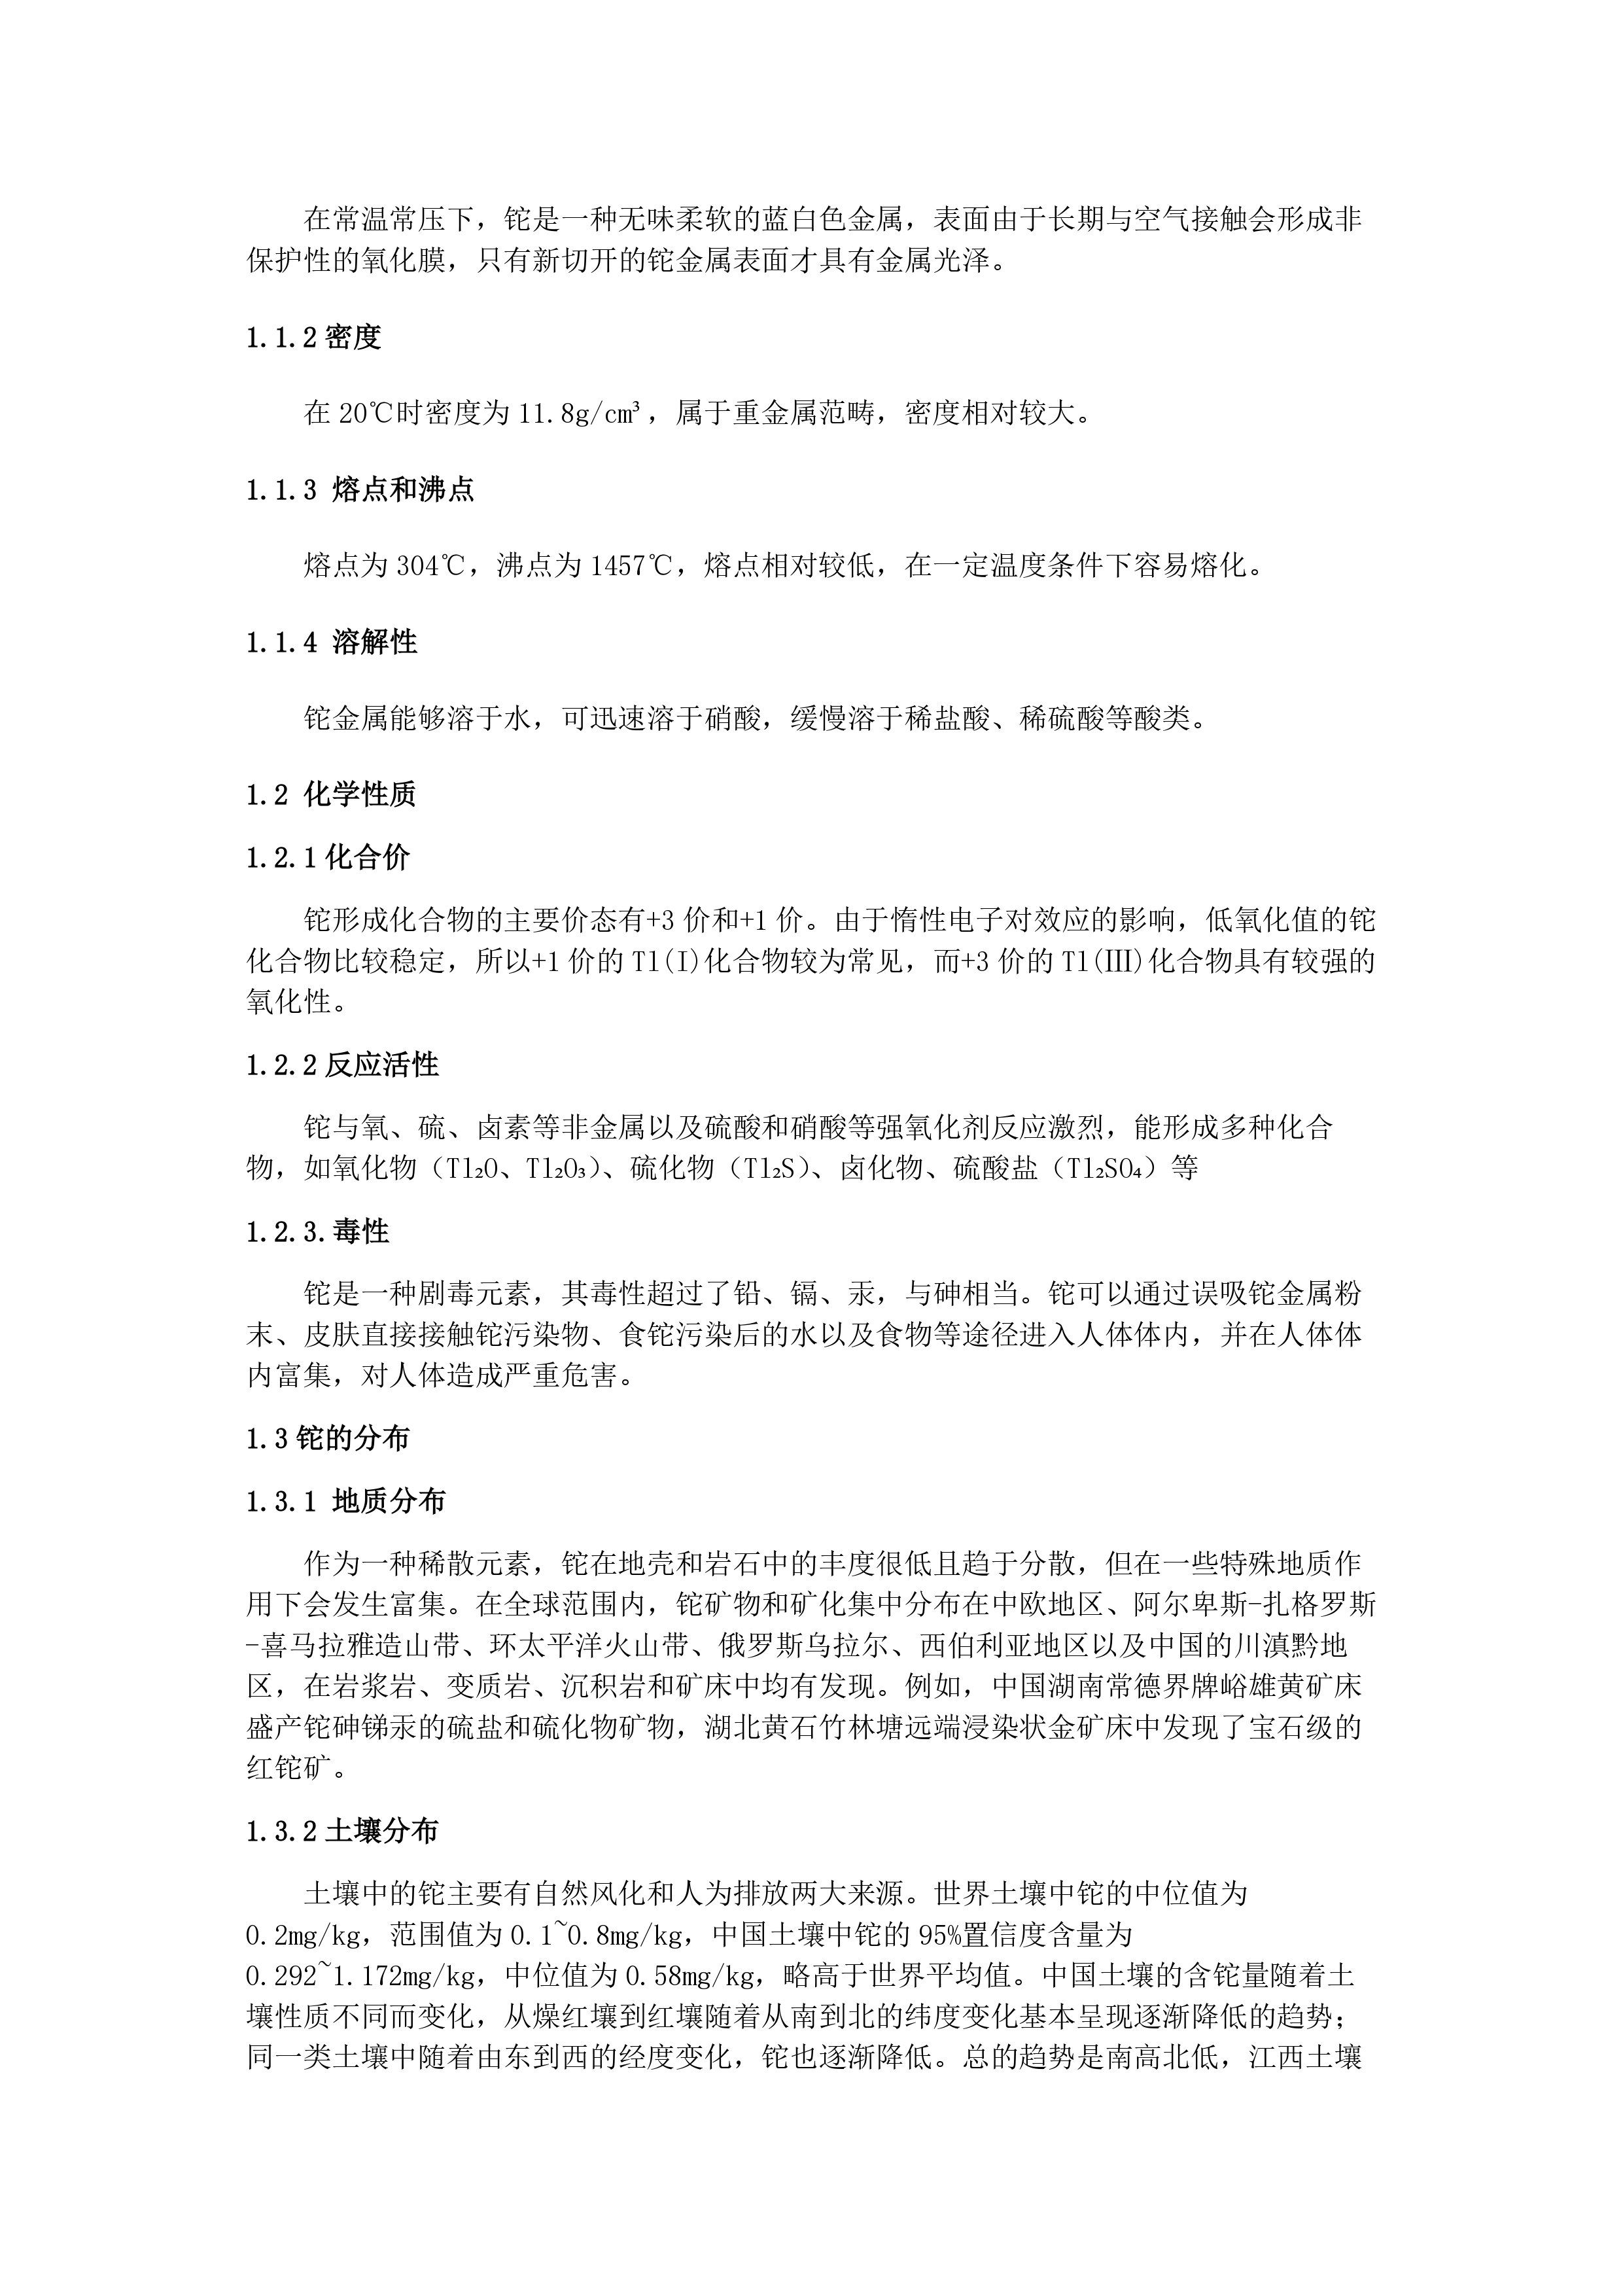 在常温常压下，铊是一种无味柔软的蓝白色金属，表面由于长期与空气接触会形成非
保护性的氧化膜，只有新切开的铊金属表面才具有金属光泽。
1.1.2密度
在20℃时密度为11.8g/cm³，属于重金属范畴，密度相对较大。
1.1.3 熔点和沸点
熔点为304℃，沸点为1457℃，熔点相对较低，在一定温度条件下容易熔化。
1.1.4 溶解性
铊金属能够溶于水，可迅速溶于硝酸，缓慢溶于稀盐酸、稀硫酸等酸类。
1.2 化学性质
1.2.1化合价
铊形成化合物的主要价态有+3价和+1价。由于惰性电子对效应的影响，低氧化值的铊
化合物比较稳定，所以+1价的Tl(I)化合物较为常见，而+3价的Tl(Ⅲ)化合物具有较强的
氧化性。
1.2.2反应活性
铊与氧、硫、卤素等非金属以及硫酸和硝酸等强氧化剂反应激烈，能形成多种化合
物，如氧化物（Tl₂O、Tl₂O₃）、硫化物（Tl₂S）、卤化物、硫酸盐（Tl₂SO₄）等
1.2.3.毒性
铊是一种剧毒元素，其毒性超过了铅、镉、汞，与砷相当。铊可以通过误吸铊金属粉
末、皮肤直接接触铊污染物、食铊污染后的水以及食物等途径进入人体体内，并在人体体
内富集，对人体造成严重危害。
1.3铊的分布
1.3.1 地质分布
作为一种稀散元素，铊在地壳和岩石中的丰度很低且趋于分散，但在一些特殊地质作
用下会发生富集。在全球范围内，铊矿物和矿化集中分布在中欧地区、阿尔卑斯-扎格罗斯
-喜马拉雅造山带、环太平洋火山带、俄罗斯乌拉尔、西伯利亚地区以及中国的川滇黔地
区，在岩浆岩、变质岩、沉积岩和矿床中均有发现。例如，中国湖南常德界牌峪雄黄矿床
盛产铊砷锑汞的硫盐和硫化物矿物，湖北黄石竹林塘远端浸染状金矿床中发现了宝石级的
红铊矿。
1.3.2土壤分布
土壤中的铊主要有自然风化和人为排放两大来源。世界土壤中铊的中位值为
0.2mg/kg，范围值为0.1~0.8mg/kg，中国土壤中铊的95%置信度含量为
0.292~1.172mg/kg，中位值为0.58mg/kg，略高于世界平均值。中国土壤的含铊量随着土
壤性质不同而变化，从燥红壤到红壤随着从南到北的纬度变化基本呈现逐渐降低的趋势；
同一类土壤中随着由东到西的经度变化，铊也逐渐降低。总的趋势是南高北低，江西土壤